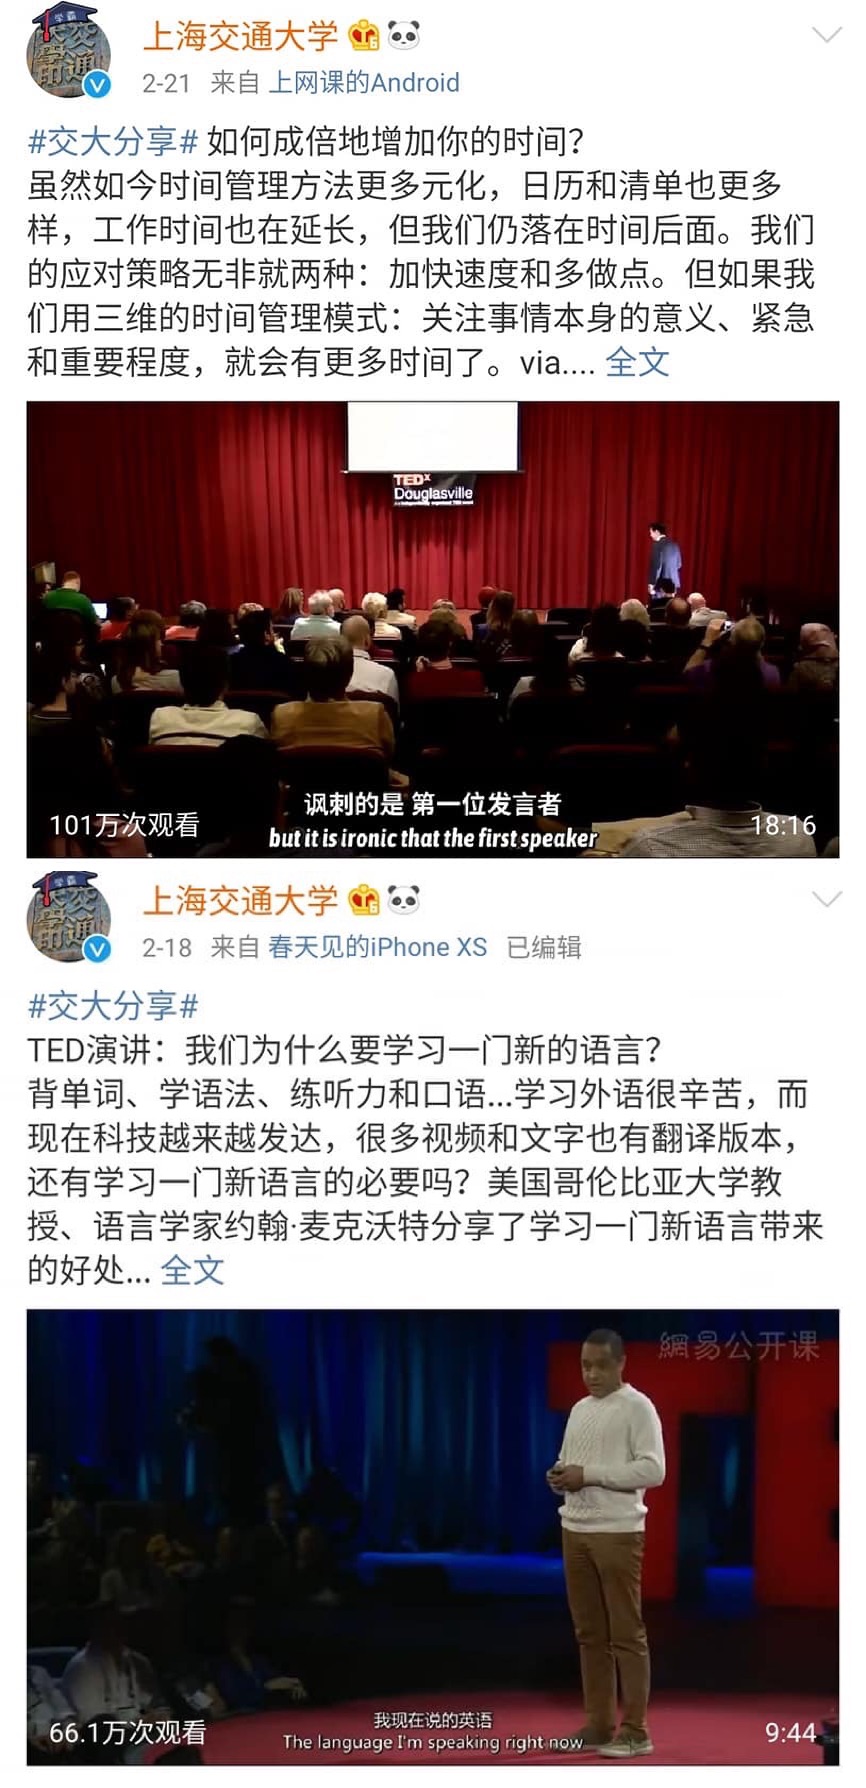 学霸
上海交通大学
2-21 来自 上网课的Android
#交大分享# 如何成倍地增加你的时间？
虽然如今时间管理方法更多元化，日历和清单也更多
样，工作时间也在延长，但我们仍落在时间后面。我们
的应对策略无非就两种：加快速度和多做点。但如果我
们用三维的时间管理模式：关注事情本身的意义、紧急
和重要程度，就会有更多时间了。via.... 全文
TEDx
Douglasville
讽刺的是 第一位发言者
but it is ironic that the first speaker
101万次观看
18:16
学霸
上海交通大学
2-18 来自 春天见的iPhone XS 已编辑
#交大分享#
TED演讲：我们为什么要学习一门新的语言？
背单词、学语法、练听力和口语...学习外语很辛苦，而
现在科技越来越发达，很多视频和文字也有翻译版本，
还有学习一门新语言的必要吗？美国哥伦比亚大学教
授、语言学家约翰·麦克沃特分享了学习一门新语言带来
的好处... 全文
網易公开课
我现在说的英语
The language I'm speaking right now
66.1万次观看
9:44